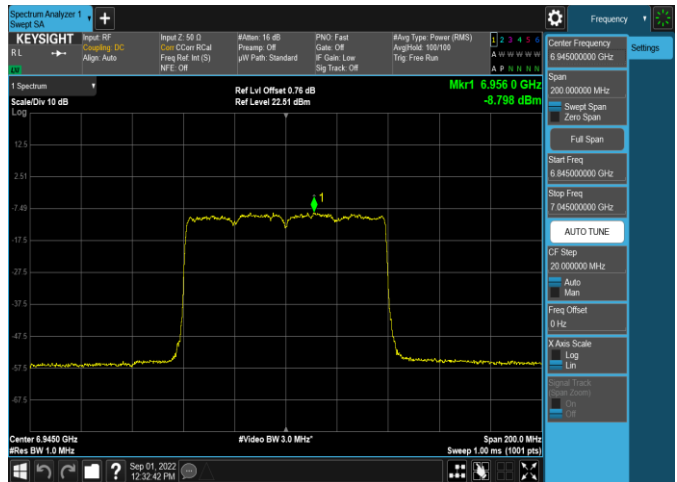 Spectrum Analyzer 1
Swept SA
+
Frequency
KEYSIGHT
RL
LV
Input: RF
Coupling: DC
Align: Auto
Input Z: 50 Ω
Corr CCorr RCal
Freq Ref: Int (S)
NFE: Off
#Atten: 16 dB
Preamp: Off
µW Path: Standard
PNO: Fast
Gate: Off
IF Gain: Low
Sig Track: Off
#Avg Type: Power (RMS)
Avg|Hold: 100/100
Trig: Free Run
1 2 3 4 5 6
A W W W W W
A P N N N N
Center Frequency
6.945000000 GHz
Settings
1 Spectrum
Scale/Div 10 dB
Log
Ref Lvl Offset 0.76 dB
Ref Level 22.51 dBm
Mkr1 6.956 0 GHz
-8.798 dBm
Span
200.000000 MHz
Swept Span
Zero Span
Full Span
Start Freq
6.845000000 GHz
Stop Freq
7.045000000 GHz
AUTO TUNE
CF Step
20.000000 MHz
Auto
Man
Freq Offset
0 Hz
X Axis Scale
Log
Lin
Signal Track
(Span Zoom)
On
Off
12.5
2.51
-7.49
-17.5
-27.5
-37.5
-47.5
-57.5
-67.5
1
Center 6.9450 GHz
#Res BW 1.0 MHz
#Video BW 3.0 MHz*
Span 200.0 MHz
Sweep 1.00 ms (1001 pts)
?
Sep 01, 2022
12:32:42 PM